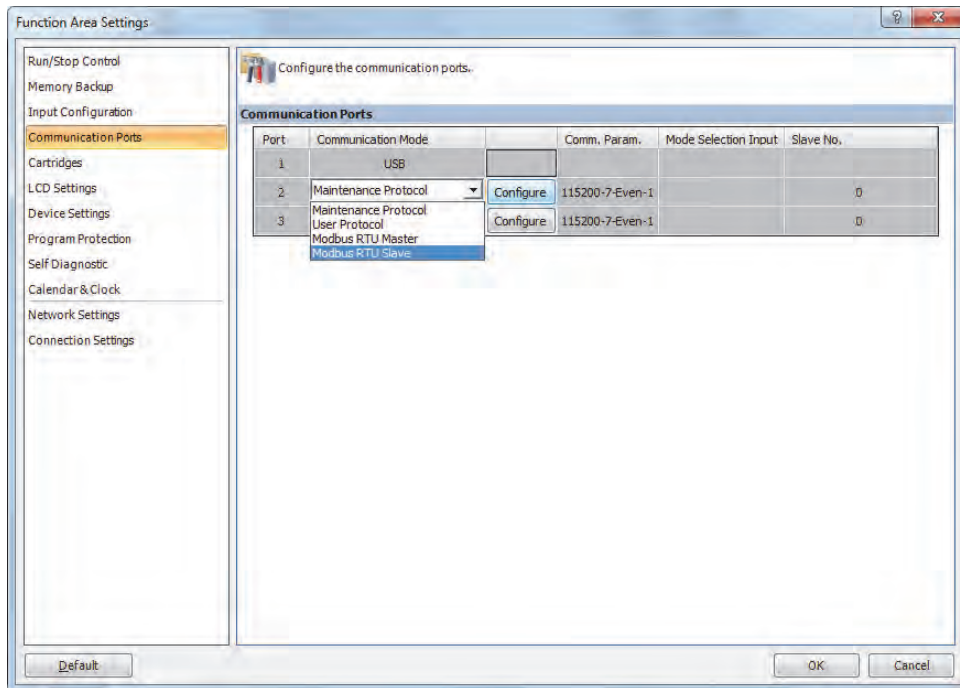 Function Area Settings
Run/Stop Control
Memory Backup
Input Configuration
Communication Ports
Cartridges
LCD Settings
Device Settings
Program Protection
Self Diagnostic
Calendar & Clock
Network Settings
Connection Settings
Configure the communication ports.
Communication Ports
Port Communication Mode Comm. Param. Mode Selection Input Slave No.
1 USB
2 Maintenance Protocol Configure 115200-7-Even-1 0
Maintenance Protocol
User Protocol
3 Configure 115200-7-Even-1 0
Modbus RTU Master
Modbus RTU Slave
Default OK Cancel